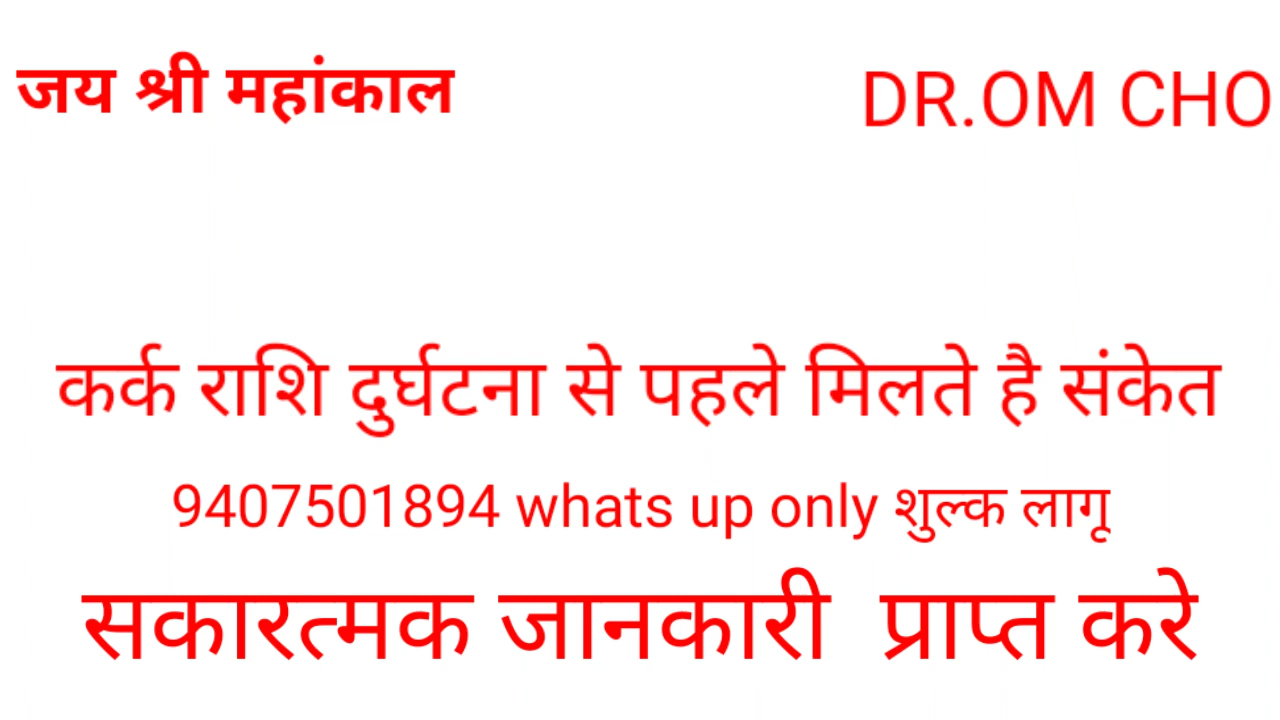 जय श्री महांकाल
DR.OM CHO
कर्क राशि दुर्घटना से पहले मिलते है संकेत
9407501894 whats up only शुल्क लागू
सकारत्मक जानकारी प्राप्त करे